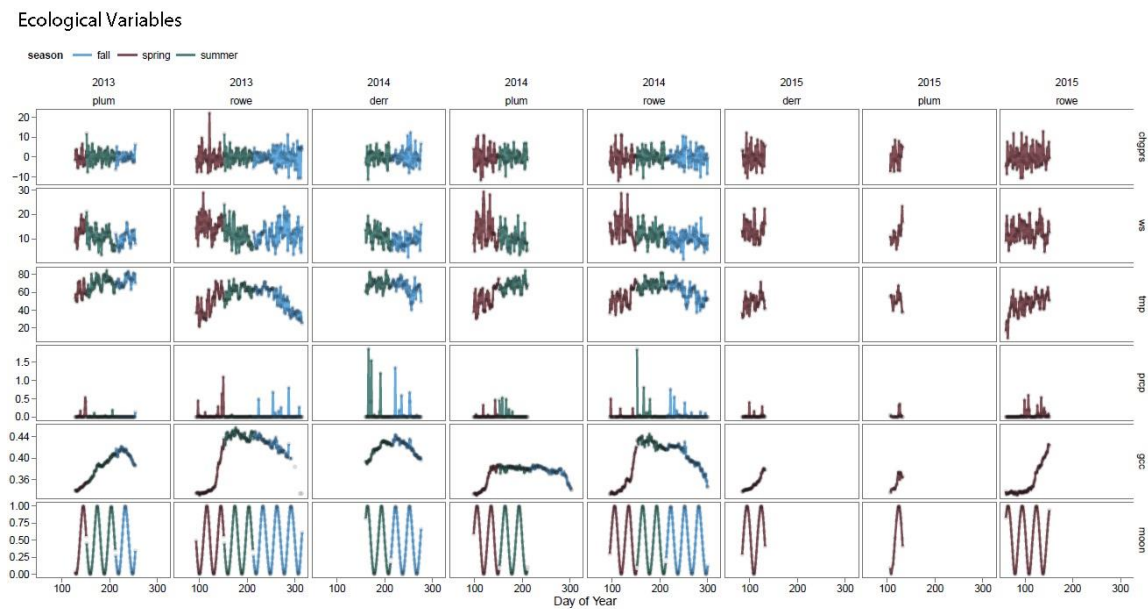 Ecological Variables
season fall spring summer
2013 2013 2014 2014 2014 2015 2015 2015
plum rowe derr plum rowe derr plum rowe
20
10
0
−10
chgprs
30
20
10
ws
80
60
40
20
tmp
1.5
1.0
0.5
0.0
prcp
0.44
0.40
0.36
gcc
1.00
0.75
0.50
0.25
0.00
moon
100 200 300 100 200 300 100 200 300 100 200 300 100 200 300 100 200 300 100 200 300 100 200 300
Day of Year